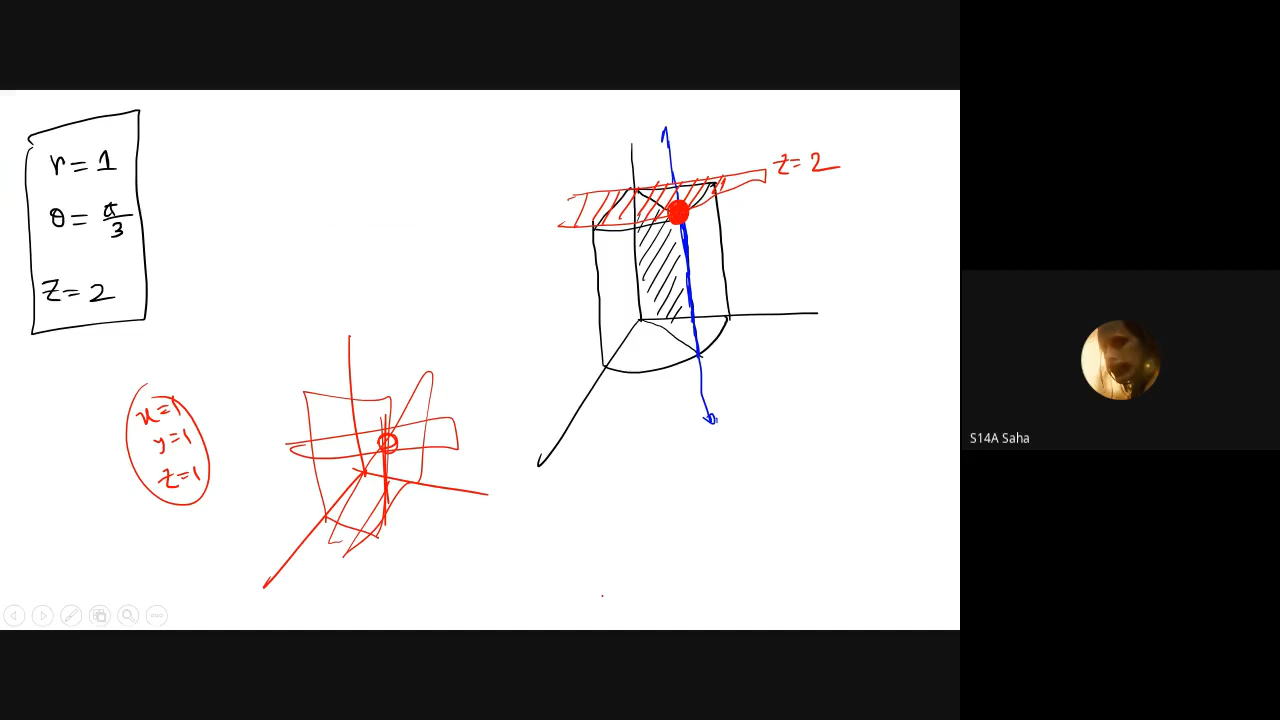 r = 1
θ = π/3
z = 2
z = 2
x = 1
y = 1
z = 1
S14A Saha